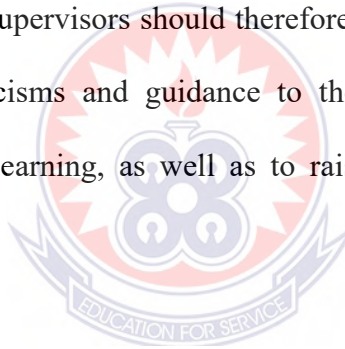 upervisors should therefore
cisms and guidance to th
earning, as well as to rai
EDUCATION FOR SERVICE